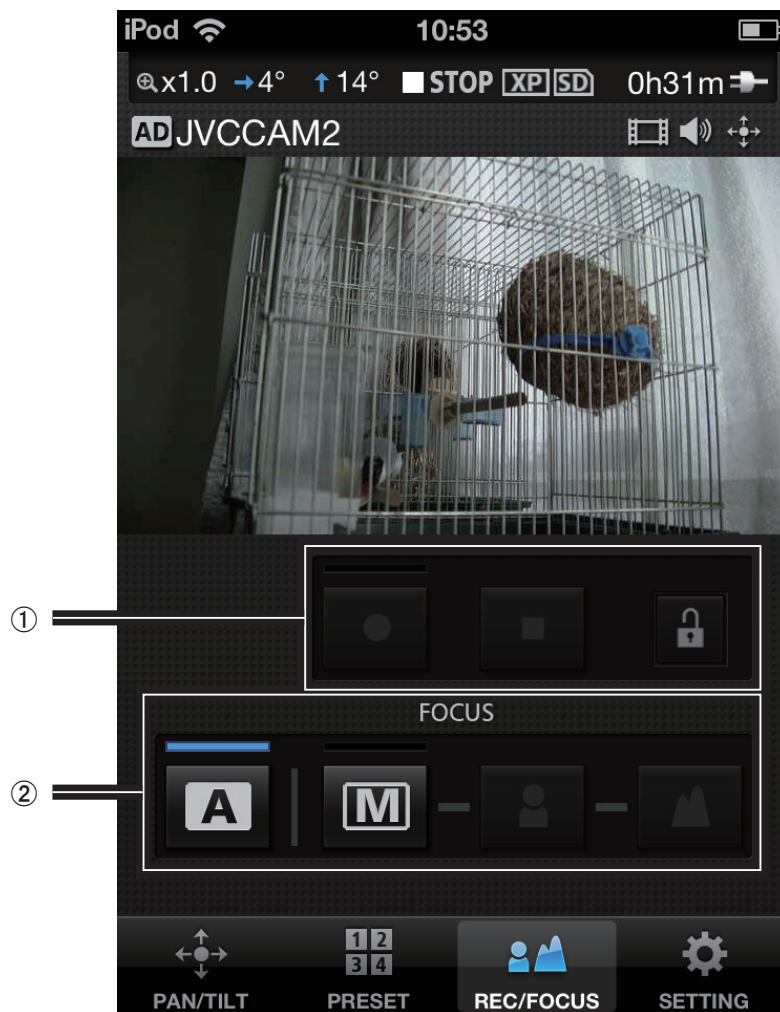 iPod 10:53
x1.0 4° 14° STOP XP SD 0h31m
AD JVCCAM2
①
FOCUS
②
A M
1 2
3 4
PAN/TILT PRESET REC/FOCUS SETTING